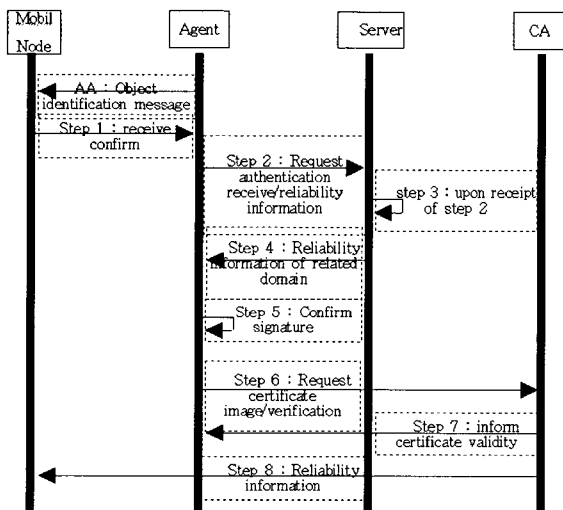 Mobil
Node
Agent
Server
CA
AA : Object
identification message
Step 1 : receive
confirm
Step 2 : Request
authentication
receive/reliability
information
step 3 : upon receipt
of step 2
Step 4 : Reliability
information of related
domain
Step 5 : Confirm
signature
Step 6 : Request
certificate
image/verification
Step 7 : inform
certificate validity
Step 8 : Reliability
information